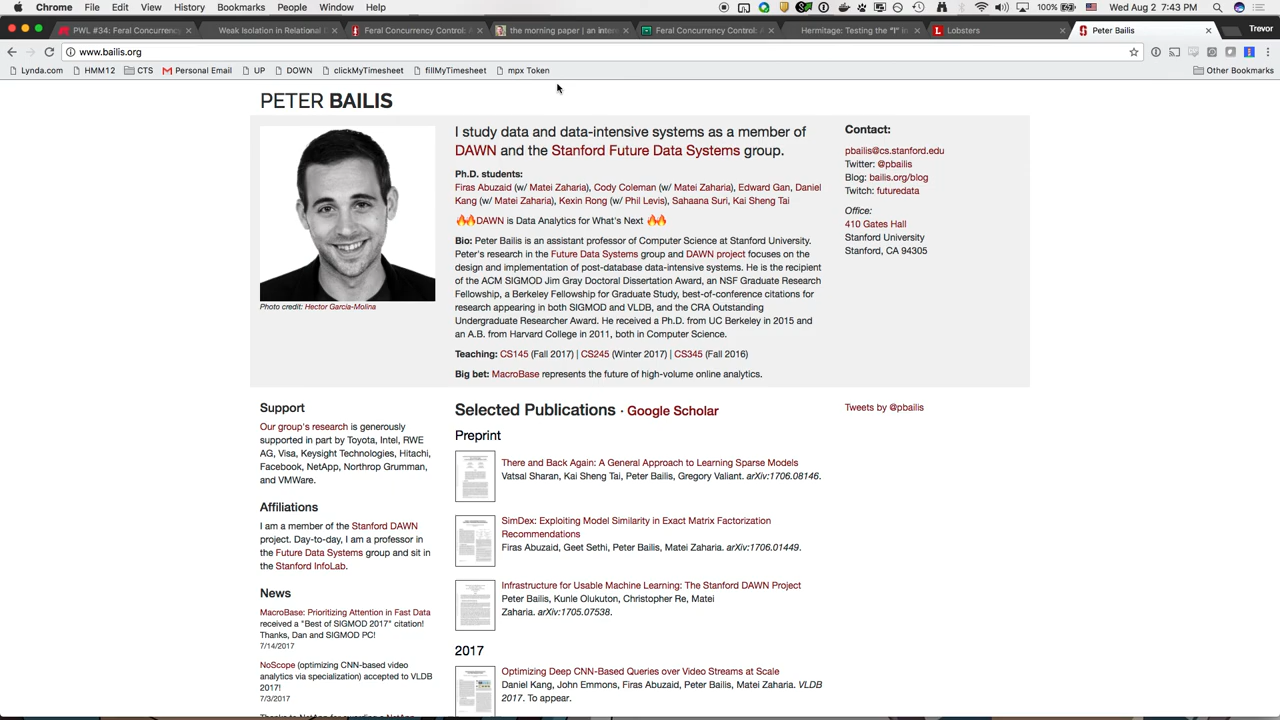 Chrome File Edit View History Bookmarks People Window Help 100% Wed Aug 2 7:43 PM
PWL #34: Feral Concurrency Weak Isolation in Relational D Feral Concurrency Control: A the morning paper | an inter Feral Concurrency Control: A Hermitage: Testing the "I" in Lobsters Peter Bailis Trevor
www.bailis.org
Lynda.com HMM12 CTS Personal Email UP DOWN clickMyTimesheet fillMyTimesheet mpx Token Other Bookmarks
PETER BAILIS
I study data and data-intensive systems as a member of
DAWN and the Stanford Future Data Systems group.
Ph.D. students:
Firas Abuzaid (w/ Matei Zaharia), Cody Coleman (w/ Matei Zaharia), Edward Gan, Daniel
Kang (w/ Matei Zaharia), Kexin Rong (w/ Phil Levis), Sahaana Suri, Kai Sheng Tai
🔥🔥DAWN is Data Analytics for What's Next 🔥🔥
Bio: Peter Bailis is an assistant professor of Computer Science at Stanford University.
Peter's research in the Future Data Systems group and DAWN project focuses on the
design and implementation of post-database data-intensive systems. He is the recipient
of the ACM SIGMOD Jim Gray Doctoral Dissertation Award, an NSF Graduate Research
Fellowship, a Berkeley Fellowship for Graduate Study, best-of-conference citations for
research appearing in both SIGMOD and VLDB, and the CRA Outstanding
Undergraduate Researcher Award. He received a Ph.D. from UC Berkeley in 2015 and
an A.B. from Harvard College in 2011, both in Computer Science.
Teaching: CS145 (Fall 2017) | CS245 (Winter 2017) | CS345 (Fall 2016)
Big bet: MacroBase represents the future of high-volume online analytics.
Photo credit: Hector Garcia-Molina
Contact:
pbailis@cs.stanford.edu
Twitter: @pbailis
Blog: bailis.org/blog
Twitch: futuredata
Office:
410 Gates Hall
Stanford University
Stanford, CA 94305
Support
Our group's research is generously
supported in part by Toyota, Intel, RWE
AG, Visa, Keysight Technologies, Hitachi,
Facebook, NetApp, Northrop Grumman,
and VMWare.
Affiliations
I am a member of the Stanford DAWN
project. Day-to-day, I am a professor in
the Future Data Systems group and sit in
the Stanford InfoLab.
News
MacroBase: Prioritizing Attention in Fast Data
received a "Best of SIGMOD 2017" citation!
Thanks, Dan and SIGMOD PC!
7/14/2017
NoScope (optimizing CNN-based video
analytics via specialization) accepted to VLDB
2017!
7/3/2017
Selected Publications · Google Scholar
Preprint
There and Back Again: A General Approach to Learning Sparse Models
Vatsal Sharan, Kai Sheng Tai, Peter Bailis, Gregory Valiant. arXiv:1706.08146.
SimDex: Exploiting Model Similarity in Exact Matrix Factorization
Recommendations
Firas Abuzaid, Geet Sethi, Peter Bailis, Matei Zaharia. arXiv:1706.01449.
Infrastructure for Usable Machine Learning: The Stanford DAWN Project
Peter Bailis, Kunle Olukuton, Christopher Re, Matei
Zaharia. arXiv:1705.07538.
2017
Optimizing Deep CNN-Based Queries over Video Streams at Scale
Daniel Kang, John Emmons, Firas Abuzaid, Peter Bailis, Matei Zaharia. VLDB
2017. To appear.
Tweets by @pbailis